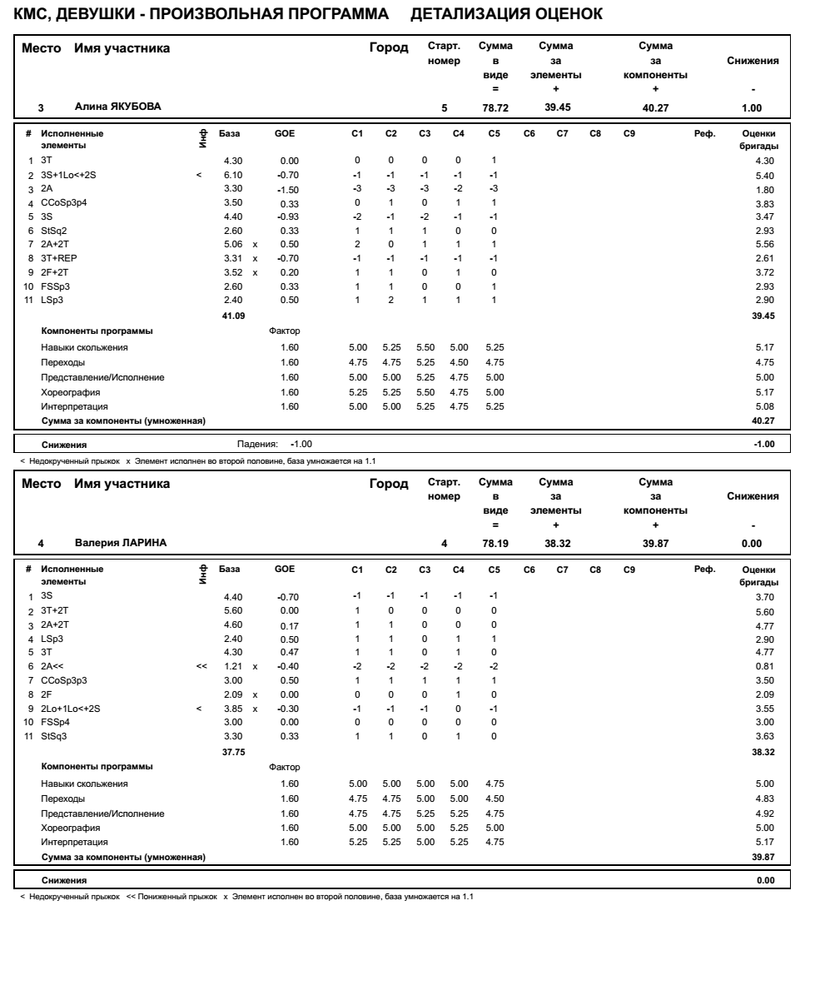 КМС, ДЕВУШКИ - ПРОИЗВОЛЬНАЯ ПРОГРАММА ДЕТАЛИЗАЦИЯ ОЦЕНОК
Место Имя участника Город Старт. Сумма Сумма Сумма
номер в за за Снижения
виде элементы компоненты
= + + -
3 Алина ЯКУБОВА 5 78.72 39.45 40.27 1.00
# Исполненные Инф База GOE C1 C2 C3 C4 C5 C6 C7 C8 C9 Реф. Оценки
элементы бригады
1 3T 4.30 0.00 0 0 0 0 1 4.30
2 3S+1Lo<+2S < 6.10 -0.70 -1 -1 -1 -1 -1 5.40
3 2A 3.30 -1.50 -3 -3 -3 -2 -3 1.80
4 CCoSp3p4 3.50 0.33 0 1 0 1 1 3.83
5 3S 4.40 -0.93 -2 -1 -2 -1 -1 3.47
6 StSq2 2.60 0.33 1 1 1 0 0 2.93
7 2A+2T 5.06 x 0.50 2 0 1 1 1 5.56
8 3T+REP 3.31 x -0.70 -1 -1 -1 -1 -1 2.61
9 2F+2T 3.52 x 0.20 1 1 0 1 0 3.72
10 FSSp3 2.60 0.33 1 1 0 0 1 2.93
11 LSp3 2.40 0.50 1 2 1 1 1 2.90
41.09 39.45
Компоненты программы Фактор
Навыки скольжения 1.60 5.00 5.25 5.50 5.00 5.25 5.17
Переходы 1.60 4.75 4.75 5.25 4.50 4.75 4.75
Представление/Исполнение 1.60 5.00 5.00 5.25 4.75 5.00 5.00
Хореография 1.60 5.25 5.25 5.50 4.75 5.00 5.17
Интерпретация 1.60 5.00 5.00 5.25 4.75 5.25 5.08
Сумма за компоненты (умноженная) 40.27
Снижения Падения: -1.00 -1.00
< Недокрученный прыжок x Элемент исполнен во второй половине, база умножается на 1.1
Место Имя участника Город Старт. Сумма Сумма Сумма
номер в за за Снижения
виде элементы компоненты
= + + -
4 Валерия ЛАРИНА 4 78.19 38.32 39.87 0.00
# Исполненные Инф База GOE C1 C2 C3 C4 C5 C6 C7 C8 C9 Реф. Оценки
элементы бригады
1 3S 4.40 -0.70 -1 -1 -1 -1 -1 3.70
2 3T+2T 5.60 0.00 1 0 0 0 0 5.60
3 2A+2T 4.60 0.17 1 1 0 0 0 4.77
4 LSp3 2.40 0.50 1 1 0 1 1 2.90
5 3T 4.30 0.47 1 1 0 1 0 4.77
6 2A<< << 1.21 x -0.40 -2 -2 -2 -2 -2 0.81
7 CCoSp3p3 3.00 0.50 1 1 1 1 1 3.50
8 2F 2.09 x 0.00 0 0 0 1 0 2.09
9 2Lo+1Lo<+2S < 3.85 x -0.30 -1 -1 -1 0 -1 3.55
10 FSSp4 3.00 0.00 0 0 0 0 0 3.00
11 StSq3 3.30 0.33 1 1 0 1 0 3.63
37.75 38.32
Компоненты программы Фактор
Навыки скольжения 1.60 5.00 5.00 5.00 5.00 4.75 5.00
Переходы 1.60 4.75 4.75 5.00 5.00 4.50 4.83
Представление/Исполнение 1.60 4.75 4.75 5.25 5.25 4.75 4.92
Хореография 1.60 5.00 5.00 5.00 5.25 5.00 5.00
Интерпретация 1.60 5.25 5.25 5.00 5.25 4.75 5.17
Сумма за компоненты (умноженная) 39.87
Снижения 0.00
< Недокрученный прыжок << Пониженный прыжок x Элемент исполнен во второй половине, база умножается на 1.1